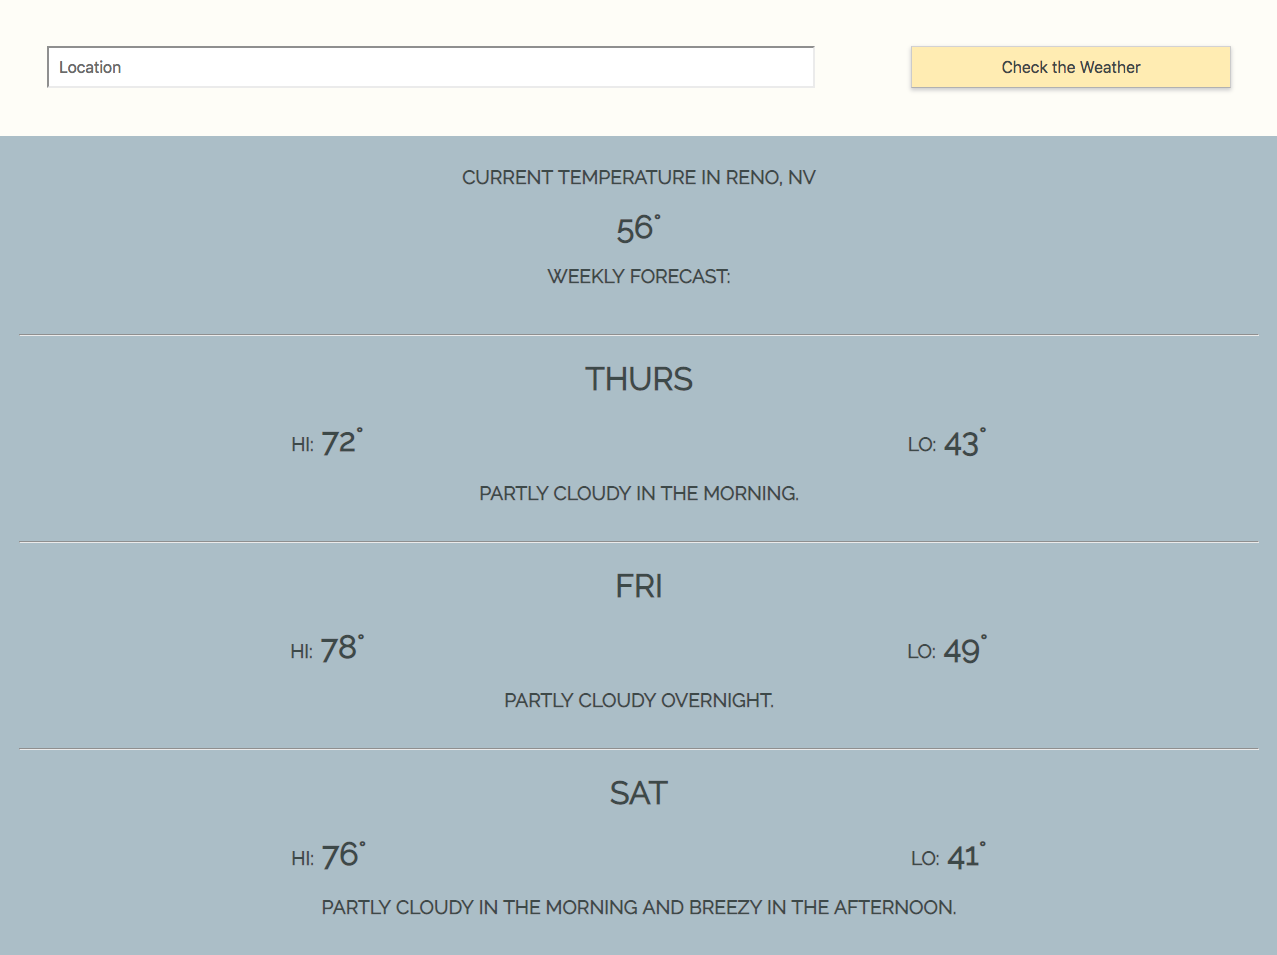 Location
Check the Weather
CURRENT TEMPERATURE IN RENO, NV
56°
WEEKLY FORECAST:
THURS
HI: 72°
LO: 43°
PARTLY CLOUDY IN THE MORNING.
FRI
HI: 78°
LO: 49°
PARTLY CLOUDY OVERNIGHT.
SAT
HI: 76°
LO: 41°
PARTLY CLOUDY IN THE MORNING AND BREEZY IN THE AFTERNOON.